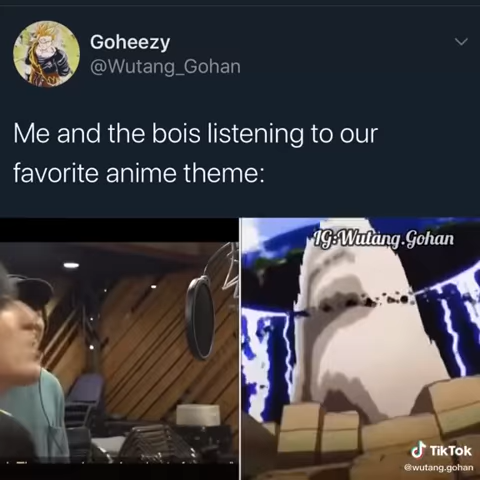 Goheezy
@Wutang_Gohan
Me and the bois listening to our
favorite anime theme:
IG:Wutang.Gohan
TikTok
@wutang.gohan